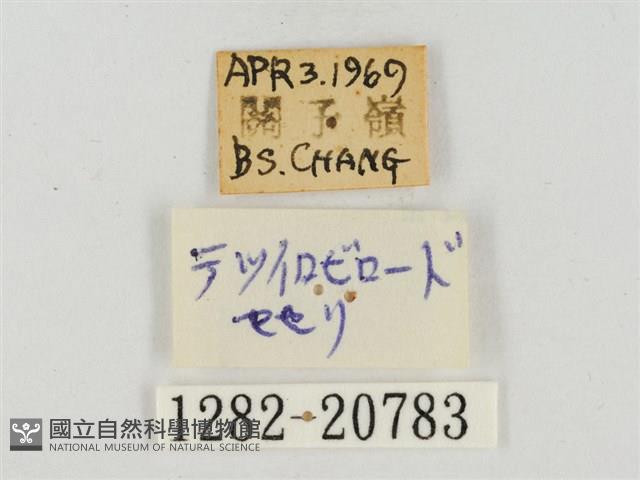 APR 3. 1969
關子嶺
BS. CHANG
テツイロビロード
セセリ
1282-20783
國立自然科學博物館
NATIONAL MUSEUM OF NATURAL SCIENCE